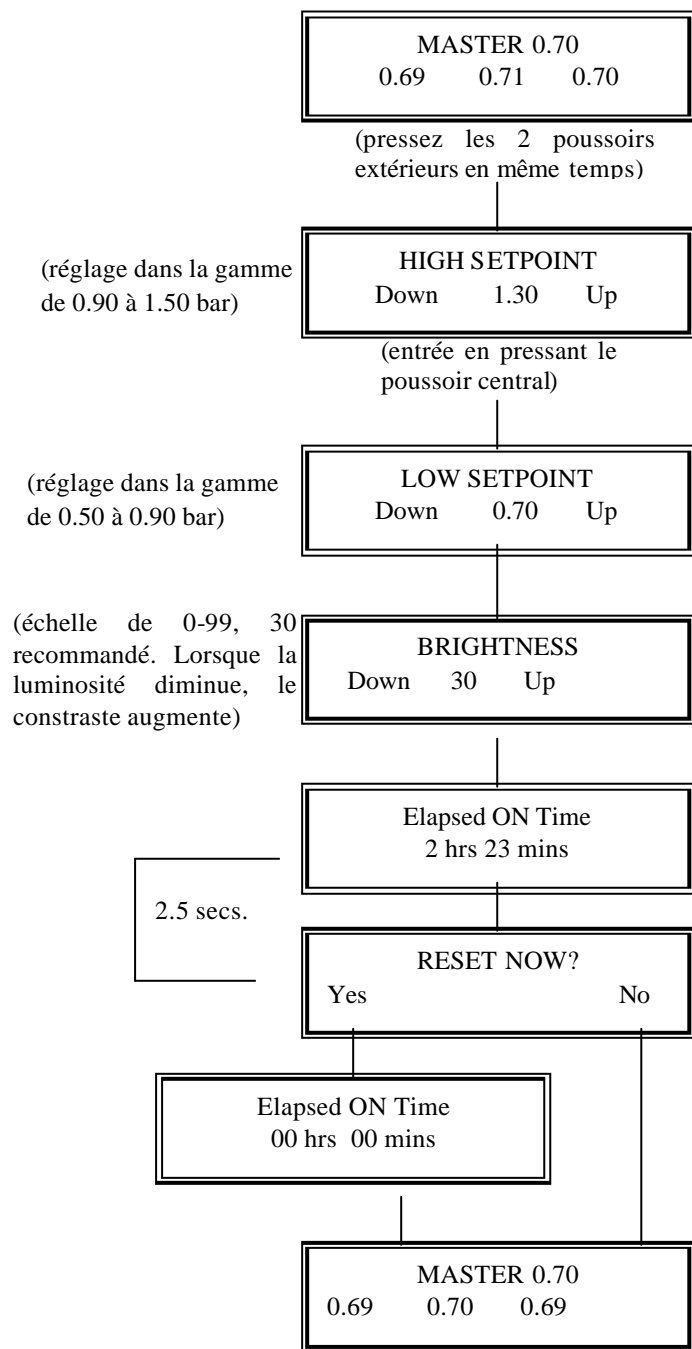 MASTER 0.70
0.69 0.71 0.70
(pressez les 2 poussoirs
extérieurs en même temps)
(réglage dans la gamme
de 0.90 à 1.50 bar)
HIGH SETPOINT
Down 1.30 Up
(entrée en pressant le
poussoir central)
(réglage dans la gamme
de 0.50 à 0.90 bar)
LOW SETPOINT
Down 0.70 Up
(échelle de 0-99, 30
recommandé. Lorsque la
luminosité diminue, le
constraste augmente)
BRIGHTNESS
Down 30 Up
Elapsed ON Time
2 hrs 23 mins
2.5 secs.
RESET NOW?
Yes No
Elapsed ON Time
00 hrs 00 mins
MASTER 0.70
0.69 0.70 0.69